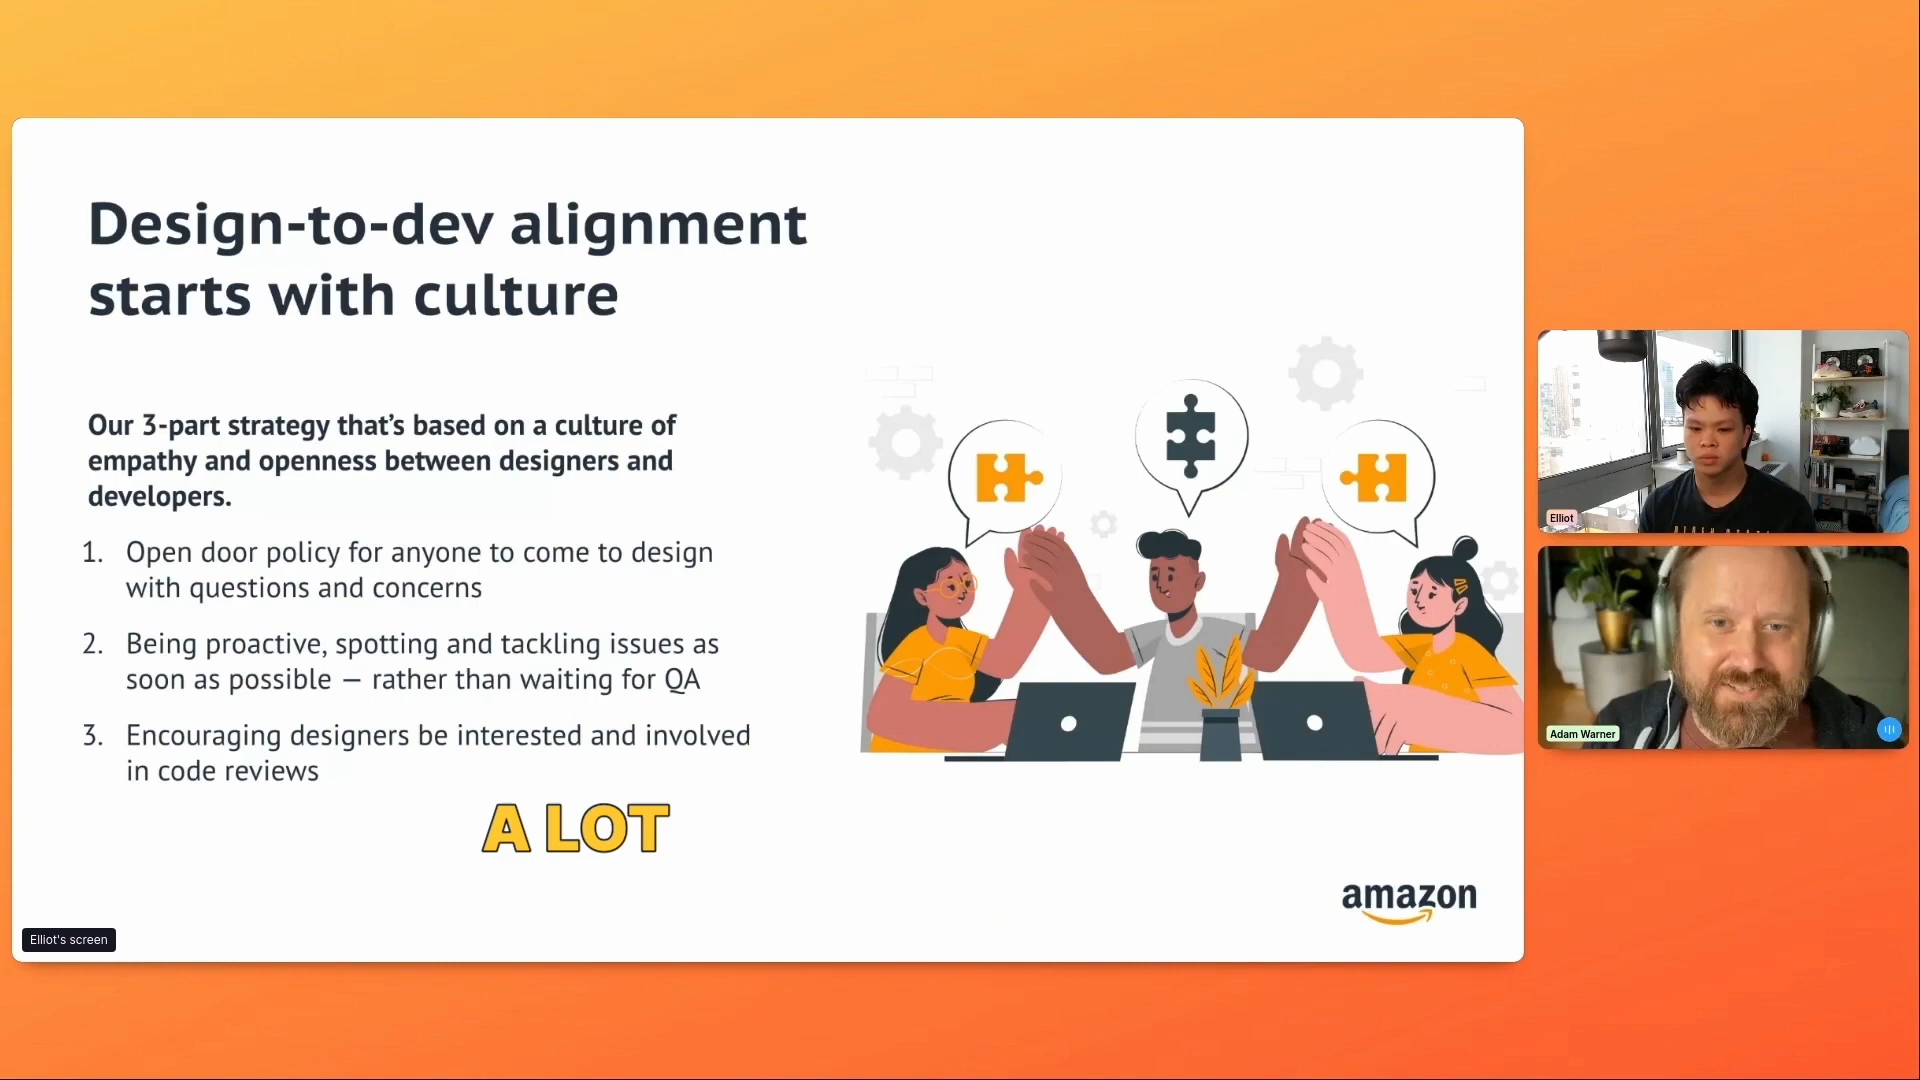 Design-to-dev alignment
starts with culture
Our 3-part strategy that’s based on a culture of
empathy and openness between designers and
developers.
1. Open door policy for anyone to come to design
with questions and concerns
2. Being proactive, spotting and tackling issues as
soon as possible — rather than waiting for QA
3. Encouraging designers be interested and involved
in code reviews
A LOT
amazon
Elliot's screen
Elliot
Adam Warner